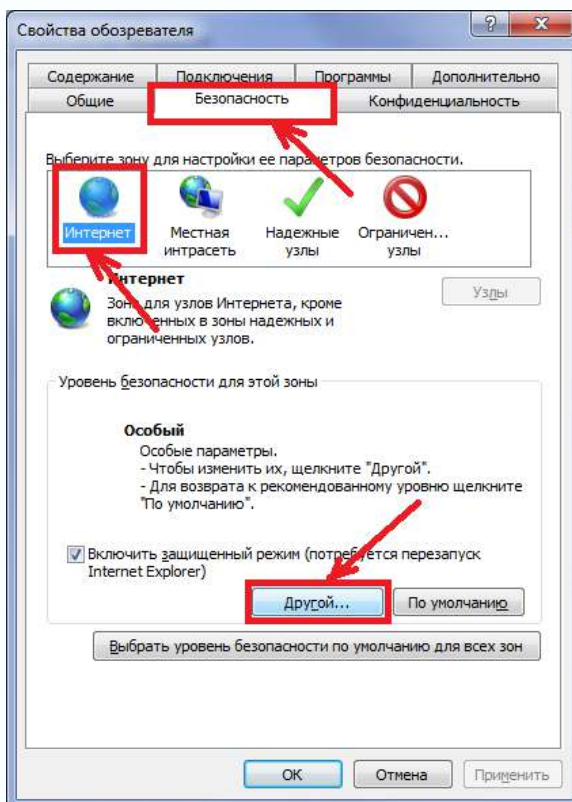 Свойства обозревателя
Содержание Подключения Программы Дополнительно
Общие Безопасность Конфиденциальность
Выберите зону для настройки ее параметров безопасности.
Интернет Местная интрасеть Надежные узлы Ограничен... узлы
Интернет
Зона для узлов Интернета, кроме
включенных в зоны надежных и
ограниченных узлов.
Узлы
Уровень безопасности для этой зоны
Особый
Особые параметры.
- Чтобы изменить их, щелкните "Другой".
- Для возврата к рекомендованному уровню щелкните
"По умолчанию".
Включить защищенный режим (потребуется перезапуск
Internet Explorer)
Другой... По умолчанию
Выбрать уровень безопасности по умолчанию для всех зон
ОК Отмена Применить